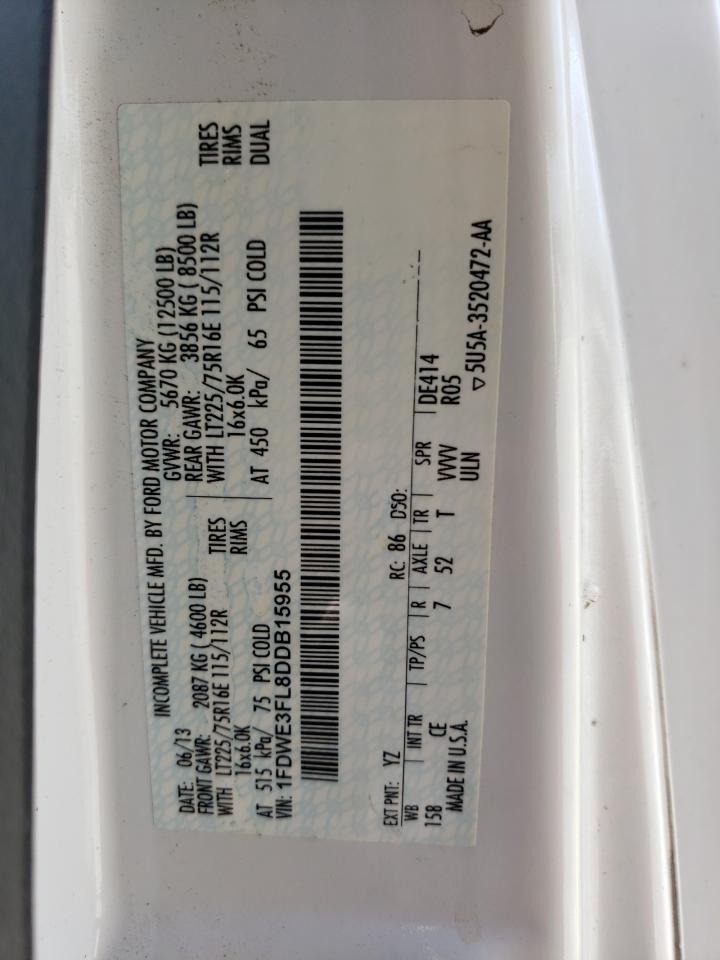 INCOMPLETE VEHICLE MFD. BY FORD MOTOR COMPANY
DATE: 06/13 GVWR: 5670 KG (12500 LB)
FRONT GAWR: 2087 KG ( 4600 LB) REAR GAWR: 3856 KG ( 8500 LB)
WITH LT225/75R16E 115/112R TIRES WITH LT225/75R16E 115/112R TIRES
16x6.0K RIMS 16x6.0K RIMS
AT 515 kPa/ 75 PSI COLD AT 450 kPa/ 65 PSI COLD DUAL
VIN: 1FDWE3FL8DDB15955
EXT PNT: YZ RC: 86 DSO:
WB INT TR TP/PS R AXLE TR SPR DE414
158 CE 7 52 T VVVV R05
MADE IN U.S.A. ULN
▽5U5A-3520472-AA